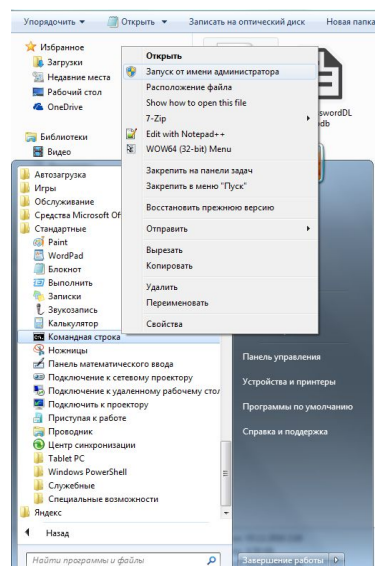 Упорядочить
Открыть
Записать на оптический диск
Новая папка
Избранное
Загрузки
Недавние места
Рабочий стол
OneDrive
Библиотеки
Видео
swordDL
db
Открыть
Запуск от имени администратора
Расположение файла
Show how to open this file
7-Zip
Edit with Notepad++
WOW64 (32-bit) Menu
Закрепить на панели задач
Закрепить в меню "Пуск"
Восстановить прежнюю версию
Отправить
Вырезать
Копировать
Удалить
Переименовать
Свойства
Автозагрузка
Игры
Обслуживание
Средства Microsoft Of
Стандартные
Paint
WordPad
Блокнот
Выполнить
Записки
Звукозапись
Калькулятор
Командная строка
Ножницы
Панель математического ввода
Подключение к сетевому проектору
Подключение к удаленному рабочему стол
Подключить к проектору
Приступая к работе
Проводник
Центр синхронизации
Tablet PC
Windows PowerShell
Служебные
Специальные возможности
Яндекс
Назад
Найти программы и файлы
Панель управления
Устройства и принтеры
Программы по умолчанию
Справка и поддержка
Завершение работы